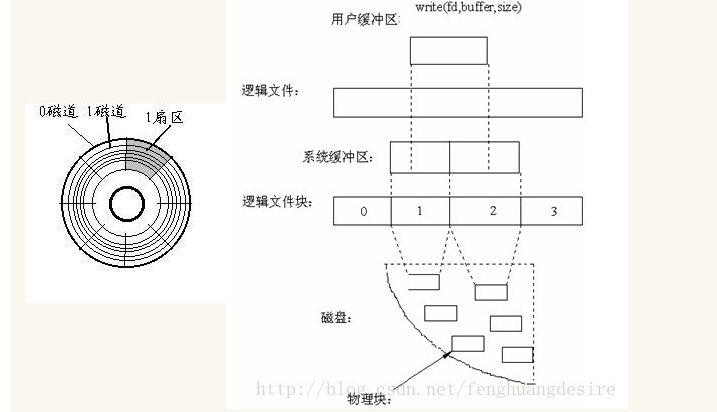 0磁道 1磁道
1扇区
write(fd,buffer,size)
用户缓冲区:
逻辑文件:
系统缓冲区:
逻辑文件块:
0 1 2 3
磁盘:
http://blog.csdn.net/fenghuangdesire
物理块: